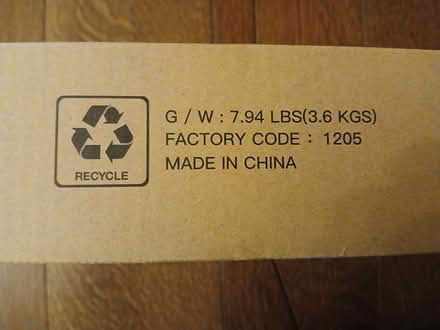 G / W : 7.94 LBS(3.6 KGS)
FACTORY CODE : 1205
MADE IN CHINA
RECYCLE